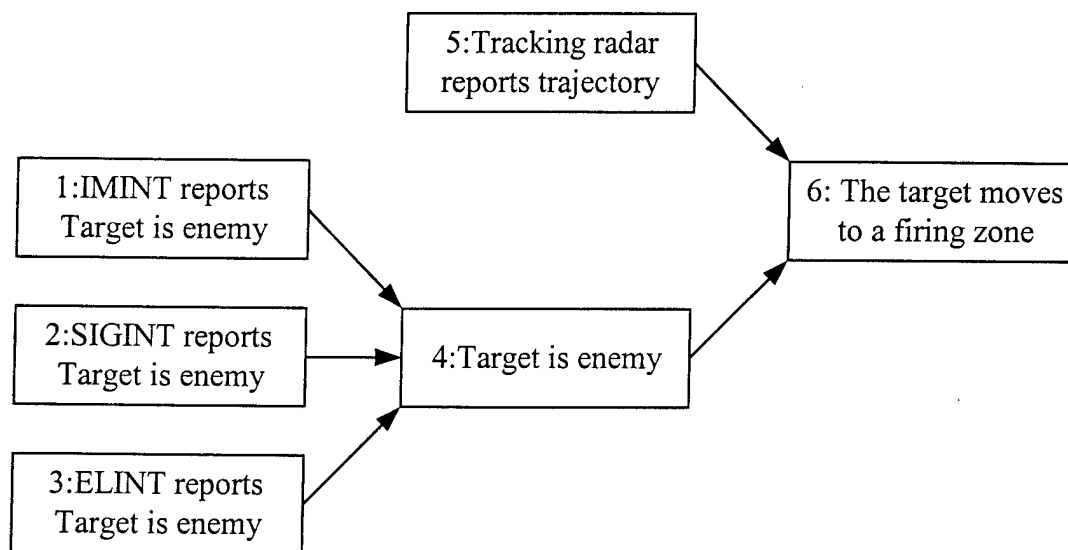 5:Tracking radar
reports trajectory
1:IMINT reports
Target is enemy
6: The target moves
to a firing zone
2:SIGINT reports
Target is enemy
4:Target is enemy
3:ELINT reports
Target is enemy